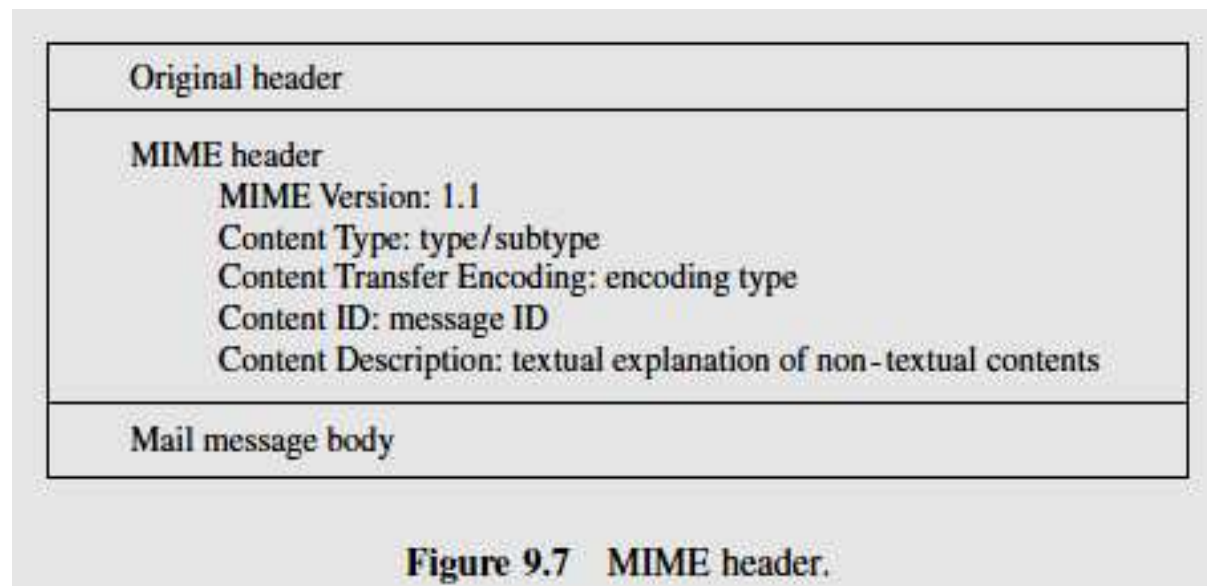 Original header
MIME header
MIME Version: 1.1
Content Type: type/subtype
Content Transfer Encoding: encoding type
Content ID: message ID
Content Description: textual explanation of non-textual contents
Mail message body
Figure 9.7 MIME header.